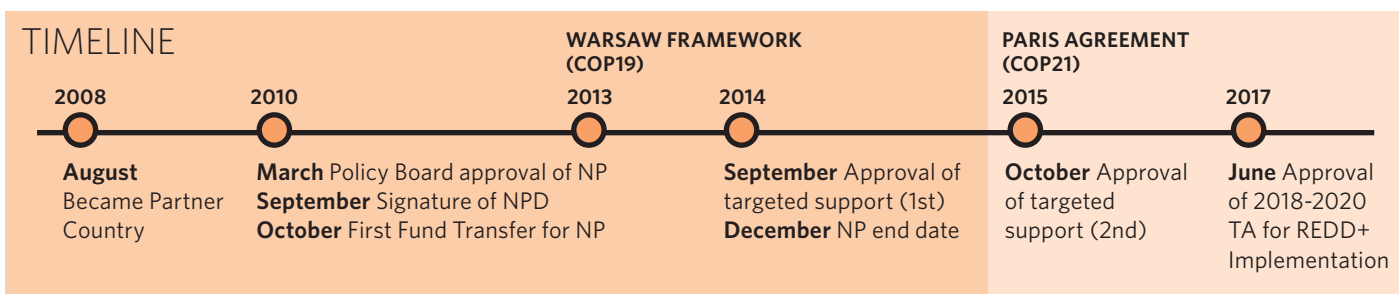 TIMELINE
WARSAW FRAMEWORK
(COP19)
PARIS AGREEMENT
(COP21)
2008
2010
2013
2014
2015
2017
August
Became Partner
Country
March Policy Board approval of NP
September Signature of NPD
October First Fund Transfer for NP
September Approval of
targeted support (1st)
December NP end date
October Approval
of targeted
support (2nd)
June Approval
of 2018-2020
TA for REDD+
Implementation